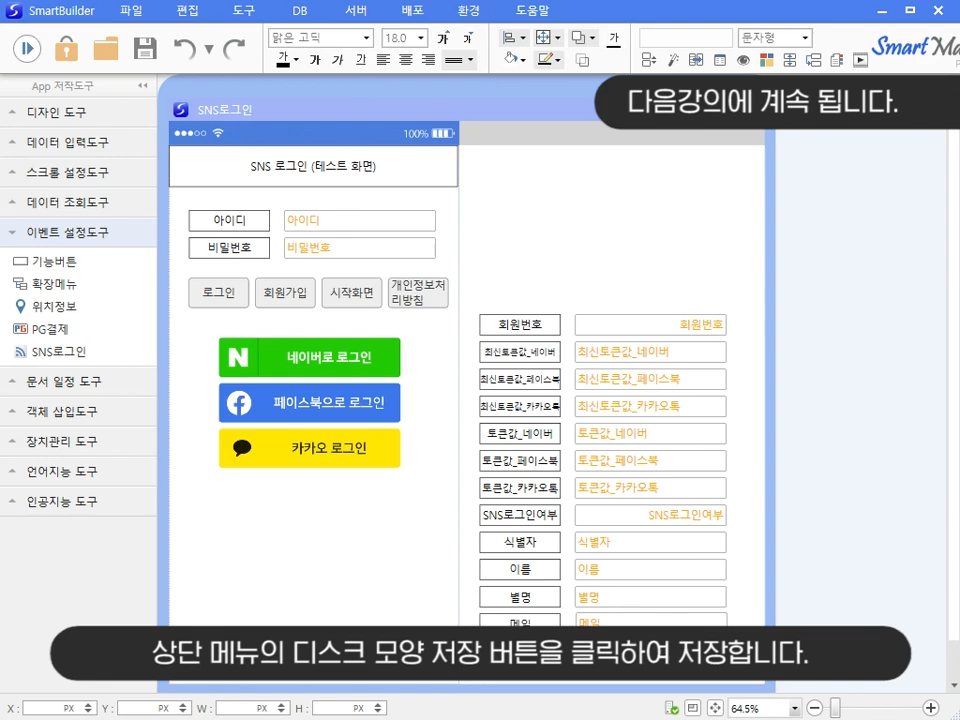 SmartBuilder 파일 편집 도구 DB 서버 배포 환경 도움말
맑은 고딕 18.0 가 가 가 문자형
가 가 가 가
App 저작도구
디자인 도구
데이터 입력도구
스크롤 설정도구
데이터 조회도구
이벤트 설정도구
기능버튼
확장메뉴
위치정보
PG결제
SNS로그인
문서 일정 도구
객체 삽입도구
장치관리 도구
언어지능 도구
인공지능 도구
다음강의에 계속 됩니다.
SNS로그인
100%
SNS 로그인 (테스트 화면)
아이디 아이디
비밀번호 비밀번호
로그인 회원가입 시작화면 개인정보처
리방침
네이버로 로그인
페이스북으로 로그인
카카오 로그인
회원번호 회원번호
최신토큰값_네이버 최신토큰값_네이버
최신토큰값_페이스북 최신토큰값_페이스북
최신토큰값_카카오톡 최신토큰값_카카오톡
토큰값_네이버 토큰값_네이버
토큰값_페이스북 토큰값_페이스북
토큰값_카카오톡 토큰값_카카오톡
SNS로그인여부 SNS로그인여부
식별자 식별자
이름 이름
별명 별명
메일 메일
상단 메뉴의 디스크 모양 저장 버튼을 클릭하여 저장합니다.
X : PX Y : PX W : PX H : PX 64.5%